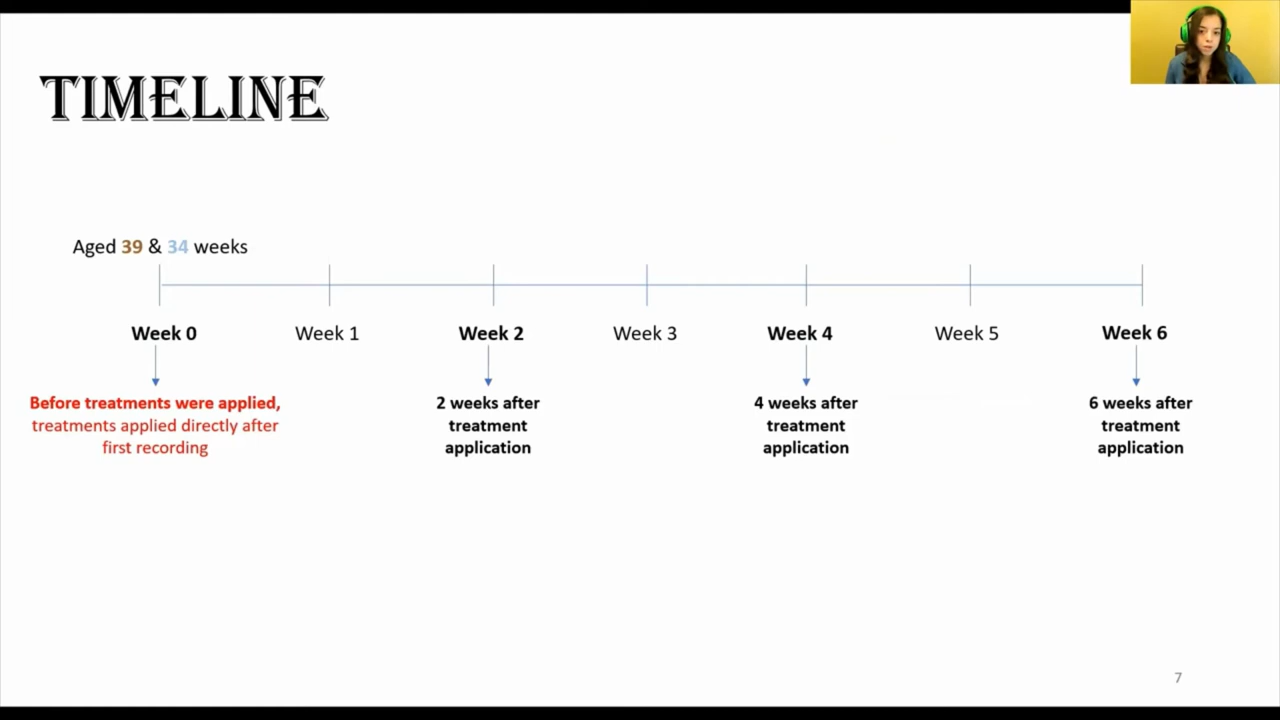 TIMELINE
Aged 39 & 34 weeks
Week 0
Week 1
Week 2
Week 3
Week 4
Week 5
Week 6
Before treatments were applied,
treatments applied directly after
first recording
2 weeks after
treatment
application
4 weeks after
treatment
application
6 weeks after
treatment
application
7